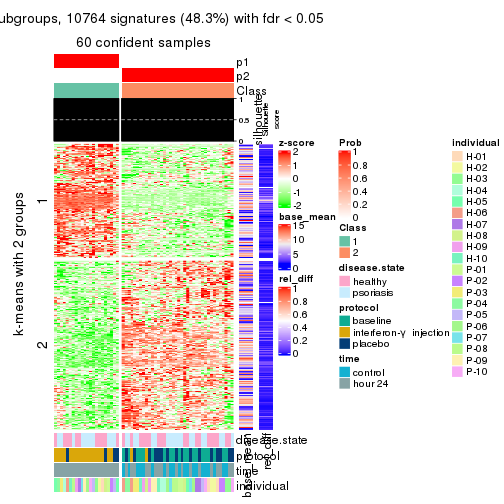 ubgroups, 10764 signatures (48.3%) with fdr < 0.05
60 confident samples
p1
p2
Class
1
0.5
0
silhouette
Silhouette
score
k-means with 2 groups
1
2
z-score
2
1
0
-1
-2
base_mean
15
10
5
0
rel_diff
1
0.8
0.6
0.4
0.2
0
Prob
1
0.8
0.6
0.4
0.2
0
Class
1
2
disease.state
healthy
psoriasis
protocol
baseline
interferon-γ injection
placebo
time
control
hour 24
individual
H-01
H-02
H-03
H-04
H-05
H-06
H-07
H-08
H-09
H-10
P-01
P-02
P-03
P-04
P-05
P-06
P-07
P-08
P-09
P-10
disease.state
protocol
time
individual
base_mean
rel_diff